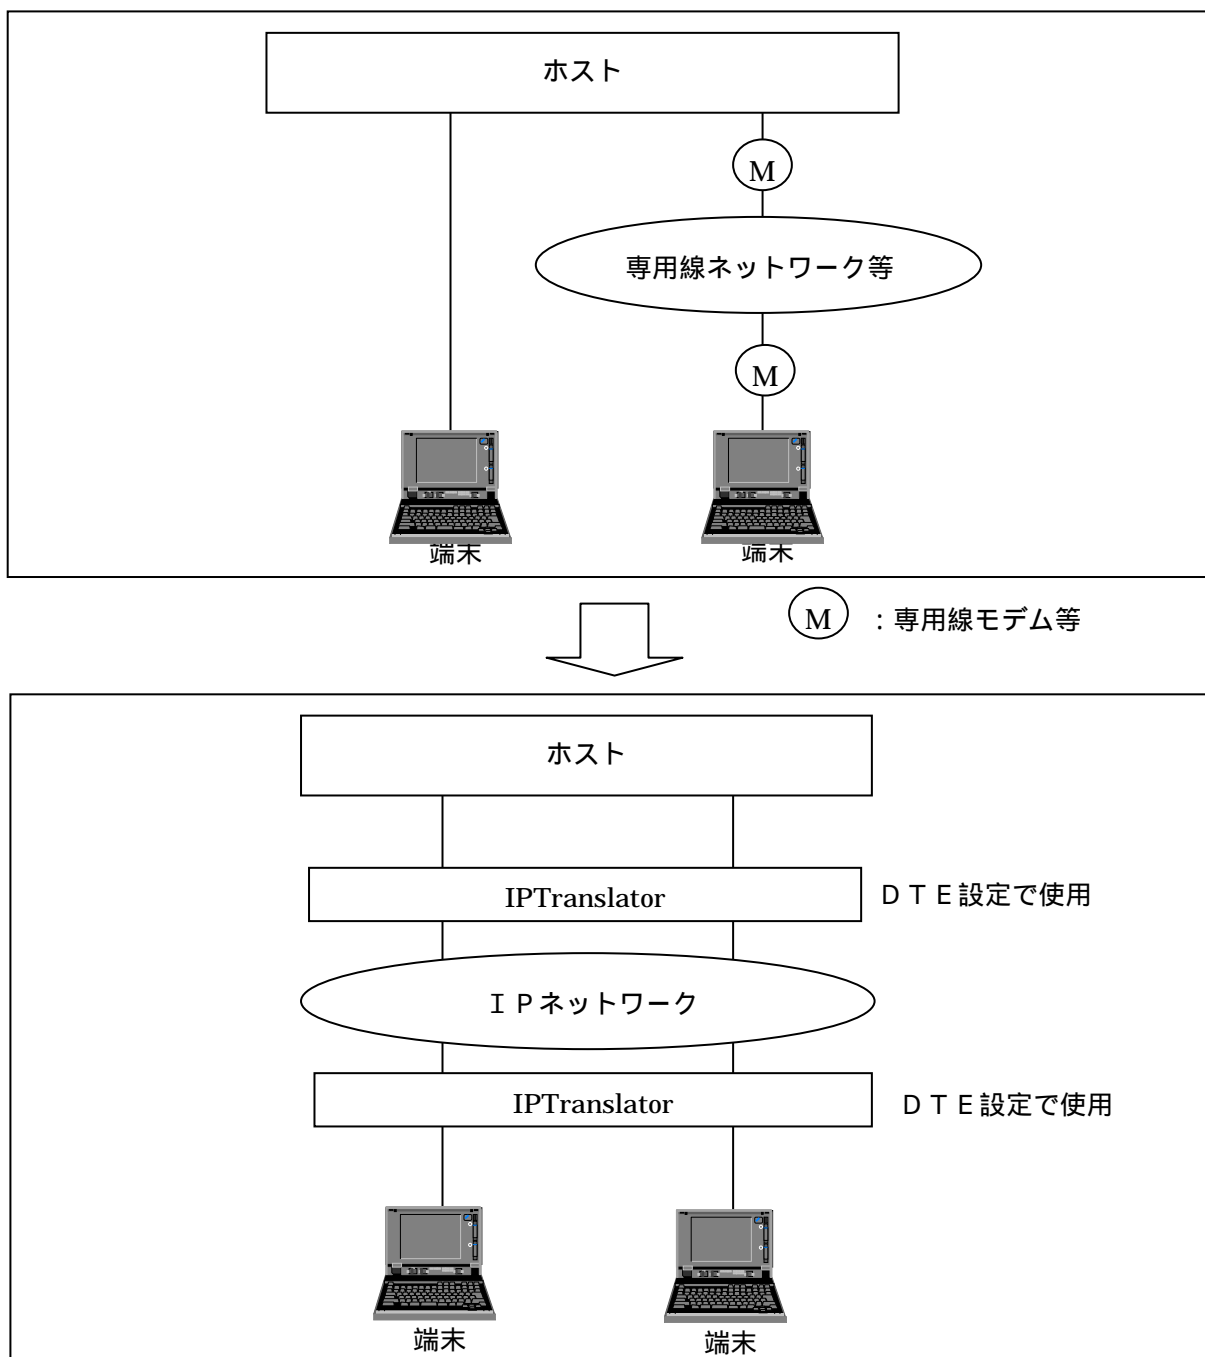 ホスト
M
専用線ネットワーク等
M
端末
端末
M ：専用線モデム等
ホスト
IPTranslator
ＤＴＥ設定で使用
ＩＰネットワーク
IPTranslator
ＤＴＥ設定で使用
端末
端末